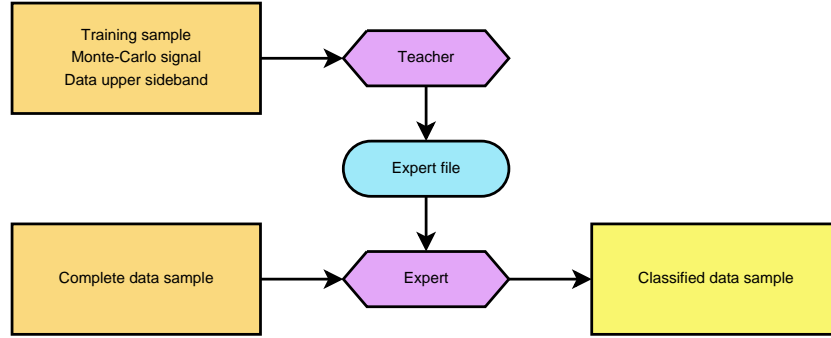 Training sample
Monte-Carlo signal
Data upper sideband
Teacher
Expert file
Complete data sample
Expert
Classified data sample